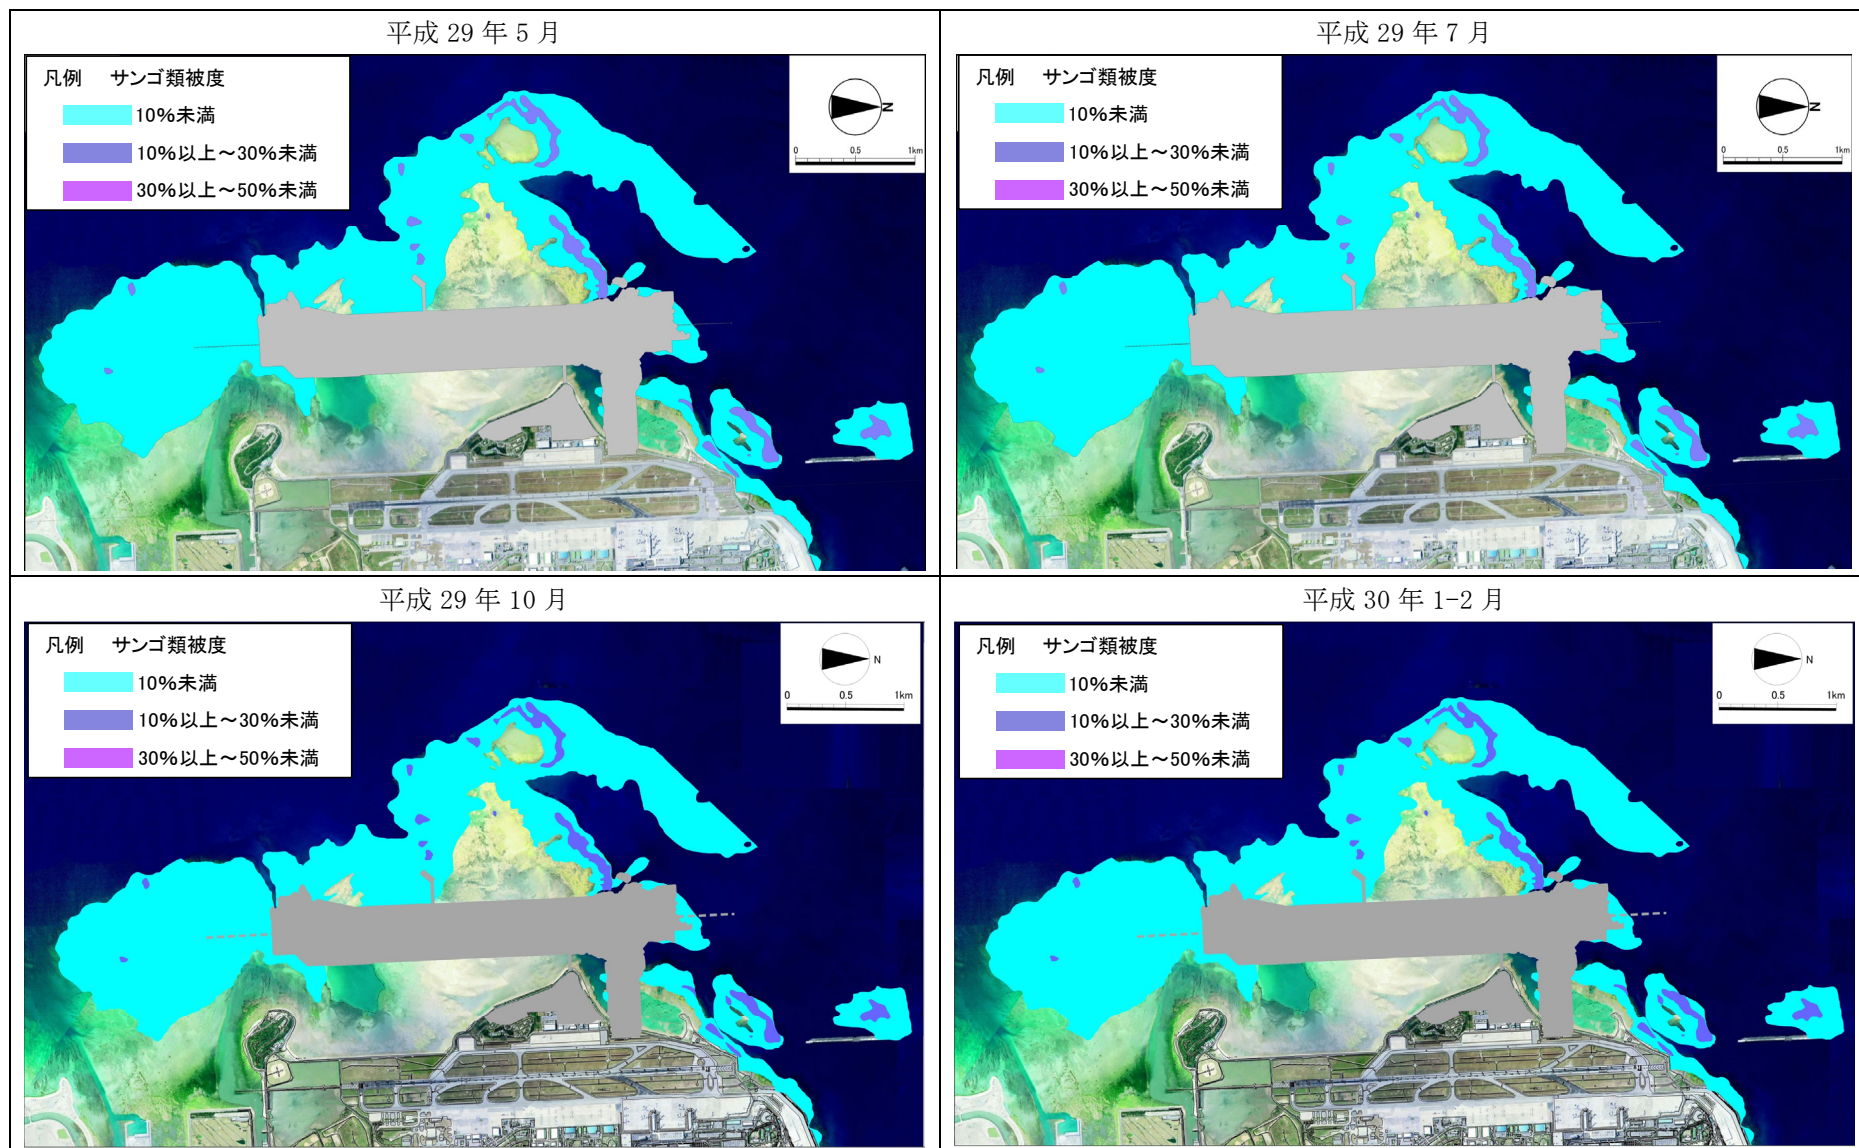 平成 29 年 5 月
凡例 サンゴ類被度
10%未満
10%以上～30%未満
30%以上～50%未満
N
0 0.5 1km
平成 29 年 7 月
凡例 サンゴ類被度
10%未満
10%以上～30%未満
30%以上～50%未満
N
0 0.5 1km
平成 29 年 10 月
凡例 サンゴ類被度
10%未満
10%以上～30%未満
30%以上～50%未満
N
0 0.5 1km
平成 30 年 1-2 月
凡例 サンゴ類被度
10%未満
10%以上～30%未満
30%以上～50%未満
N
0 0.5 1km